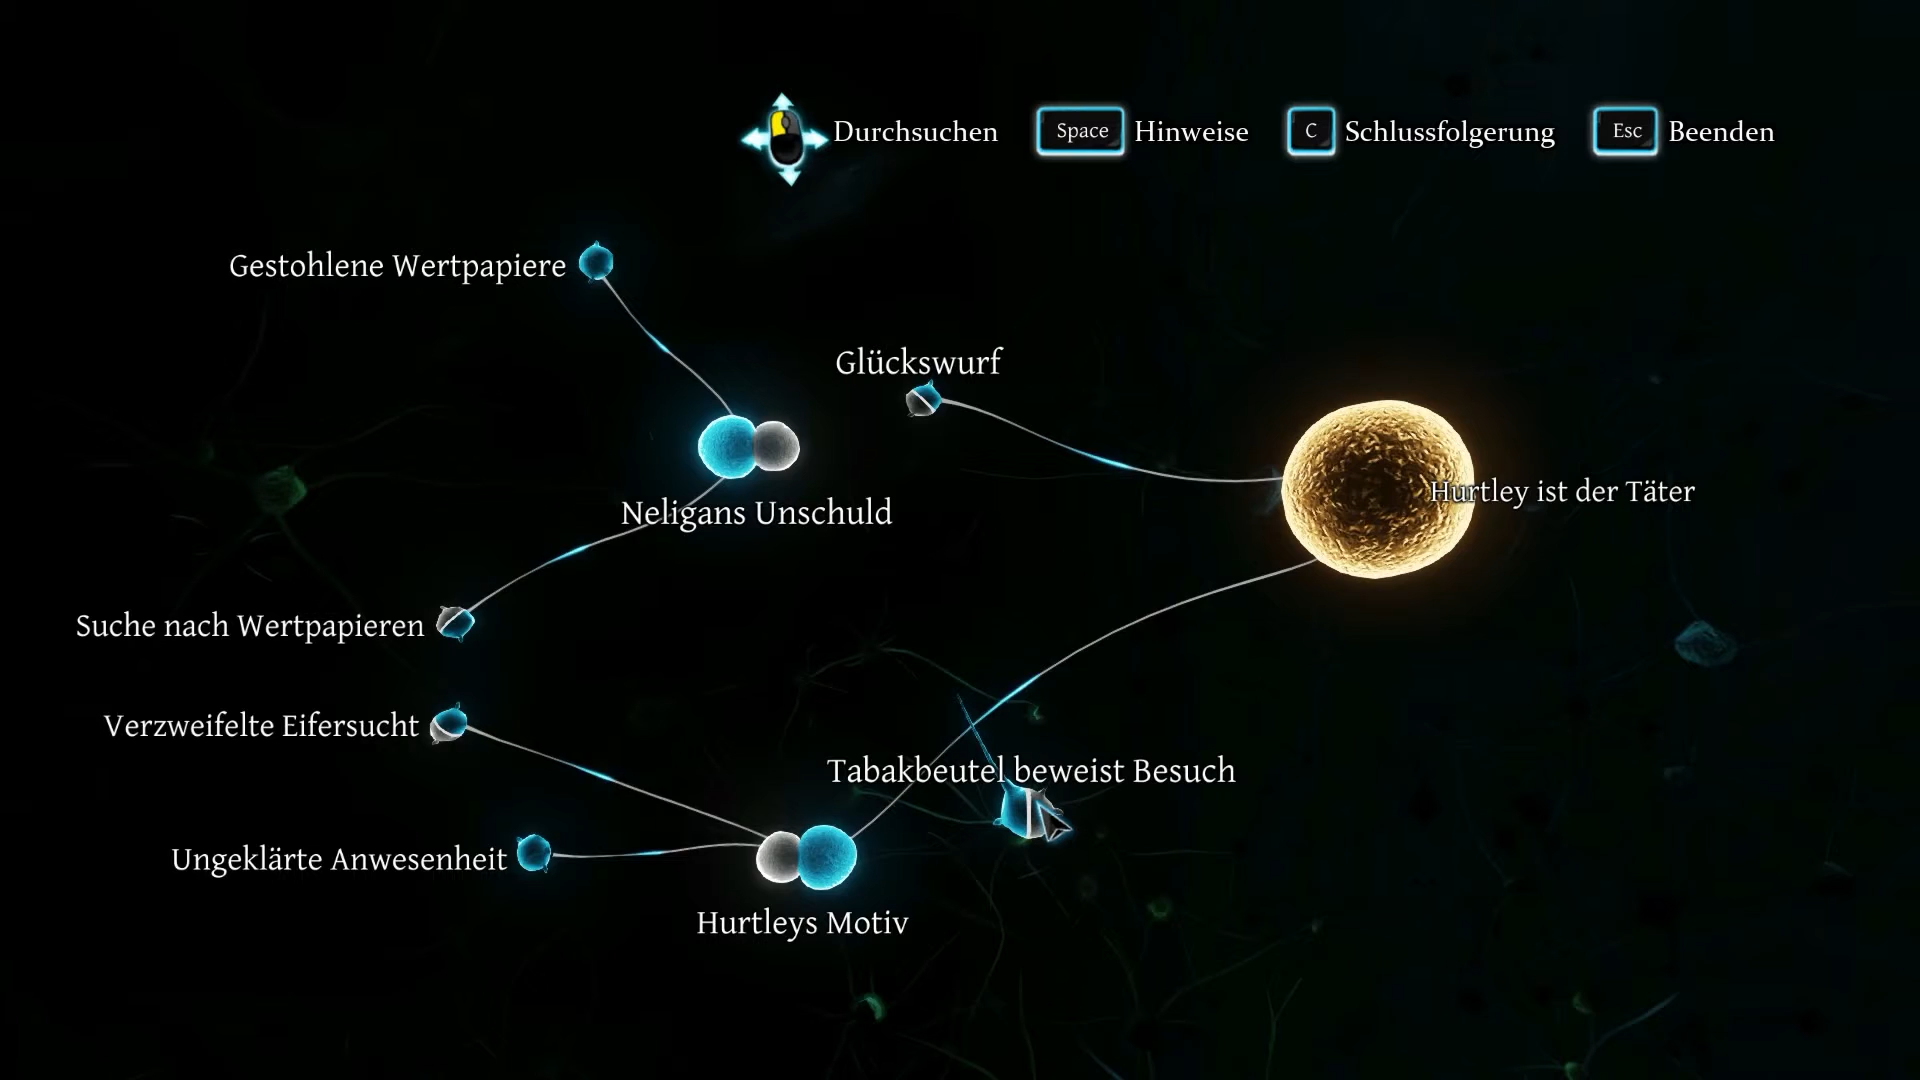 Durchsuchen
Space
Hinweise
C
Schlussfolgerung
Esc
Beenden
Gestohlene Wertpapiere
Glückswurf
Hurtley ist der Täter
Neligans Unschuld
Suche nach Wertpapieren
Verzweifelte Eifersucht
Tabakbeutel beweist Besuch
Ungeklärte Anwesenheit
Hurtleys Motiv